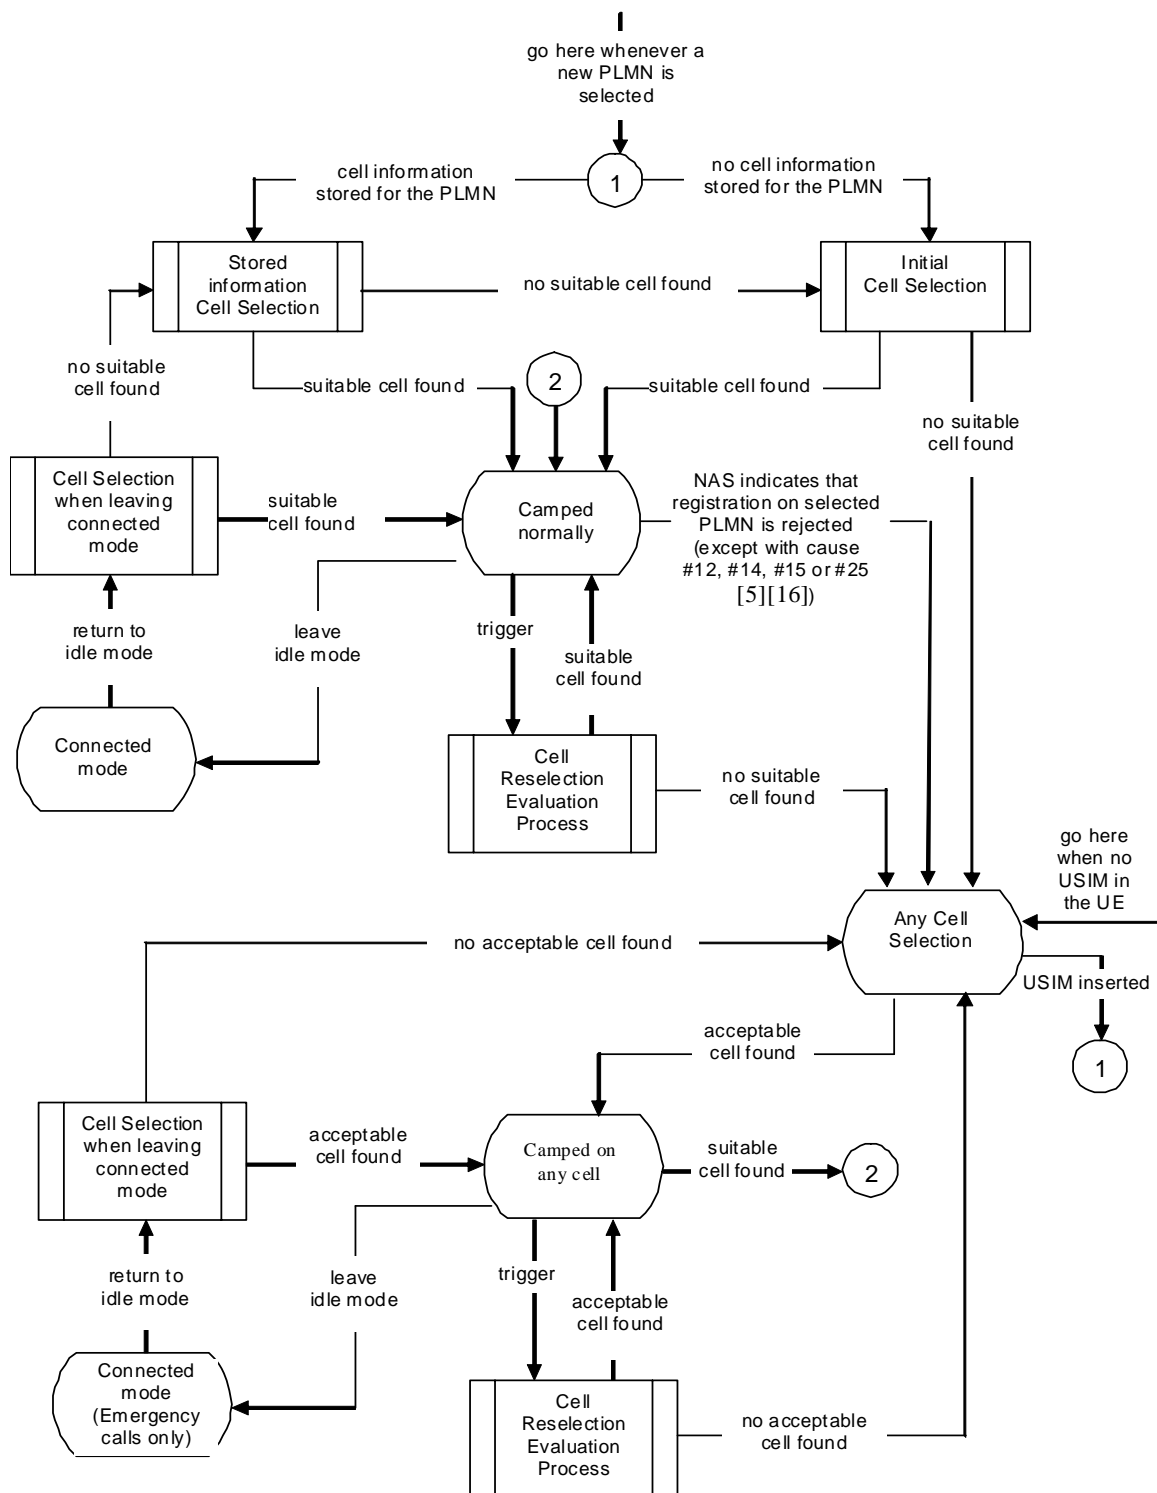 go here whenever a
new PLMN is
selected
cell information
stored for the PLMN
1
no cell information
stored for the PLMN
Stored
information
Cell Selection
no suitable cell found
Initial
Cell Selection
no suitable
cell found
suitable cell found
2
suitable cell found
no suitable
cell found
Cell Selection
when leaving
connected
mode
suitable
cell found
Camped
normally
NAS indicates that
registration on selected
PLMN is rejected
(except with cause
#12, #14, #15 or #25
[5][16])
return to
idle mode
leave
idle mode
trigger
suitable
cell found
Connected
mode
Cell
Reselection
Evaluation
Process
no suitable
cell found
go here
when no
USIM in
the UE
Any Cell
Selection
no acceptable cell found
USIM inserted
1
acceptable
cell found
Cell Selection
when leaving
connected
mode
acceptable
cell found
Camped on
any cell
suitable
cell found
2
return to
idle mode
leave
idle mode
trigger
acceptable
cell found
Connected
mode
(Emergency
calls only)
Cell
Reselection
Evaluation
Process
no acceptable
cell found